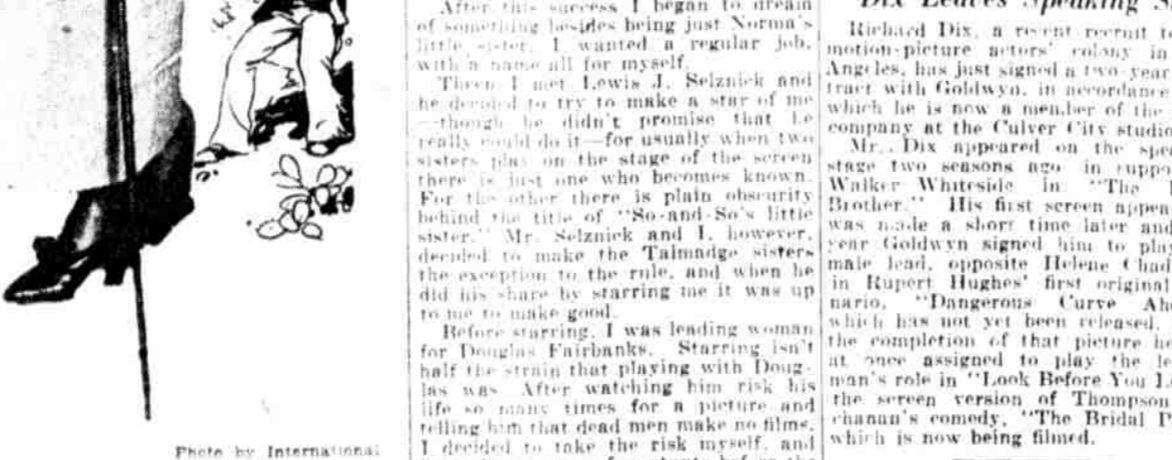 Photo by International
After this success I began to dream
of something besides being just Norma's
little sister. I wanted a regular job,
with a name all for myself.
Then I met Lewis J. Selznick and
he decided to try to make a star of me
—though he didn't promise that he
really could do it—for usually when two
sisters play on the stage of the screen
there is just one who becomes known.
For the other there is plain obscurity
behind the title of "So-and-So's little
sister." Mr. Selznick and I, however,
decided to make the Talmadge sisters
the exception to the rule, and when he
did his share by starring me it was up
to me to make good.
Before starring, I was leading woman
for Douglas Fairbanks. Starring isn't
half the strain that playing with Doug-
las was. After watching him risk his
life so many times for a picture and
telling him that dead men make no films,
I decided to take the risk myself, and
before the
Dix Leaves Speaking S
Richard Dix, a recent recruit to
motion-picture actors' colony in
Angeles, has just signed a two-year
tract with Goldwyn, in accordance
which he is now a member of the
company at the Culver City studio
Mr. Dix appeared on the spea
stage two seasons ago in suppo
Walker Whiteside in "The
Brother." His first screen appea
was made a short time later and
year Goldwyn signed him to play
male lead, opposite Helene Chad
in Rupert Hughes' first original
nario, "Dangerous Curve Ahe
which has not yet been released.
the completion of that picture he
at once assigned to play the le
man's role in "Look Before You L
the screen version of Thompson
chanan's comedy, "The Bridal P
which is now being filmed.